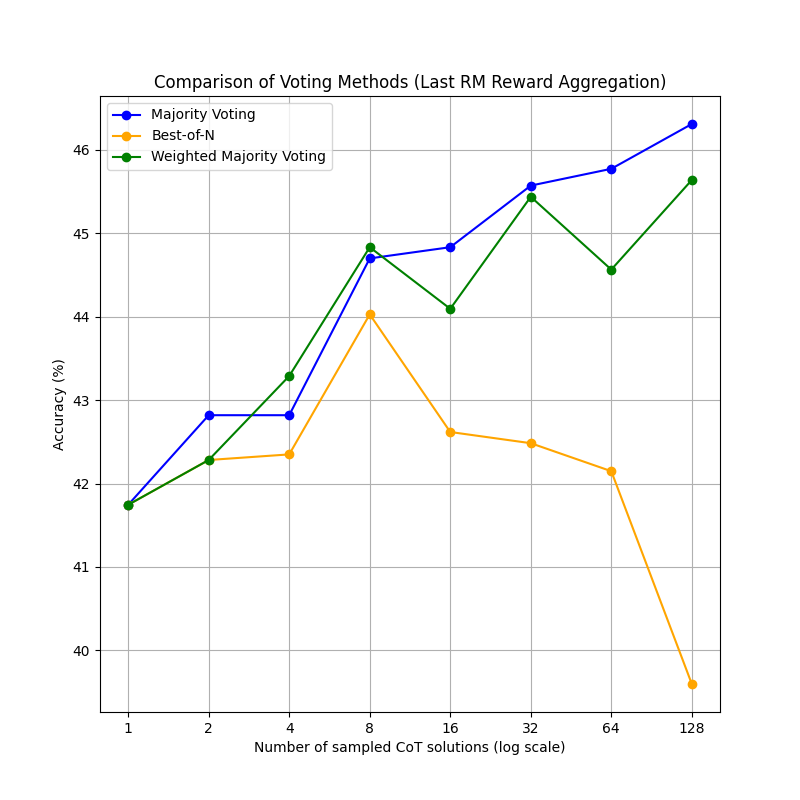 Comparison of Voting Methods (Last RM Reward Aggregation)
Majority Voting
Best-of-N
Weighted Majority Voting
46
45
44
43
42
41
40
Accuracy (%)
1 2 4 8 16 32 64 128
Number of sampled CoT solutions (log scale)